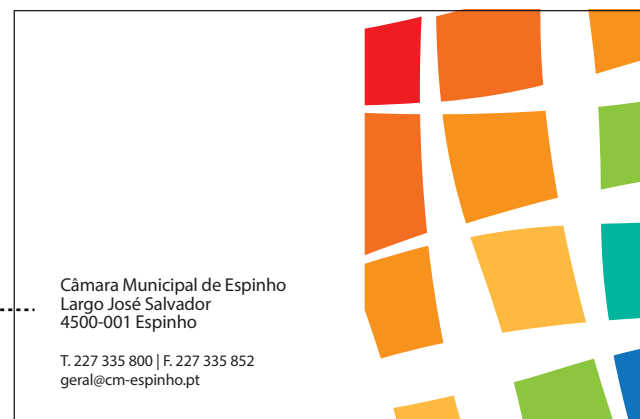 Câmara Municipal de Espinho
Largo José Salvador
4500-001 Espinho
T. 227 335 800 | F. 227 335 852
geral@cm-espinho.pt